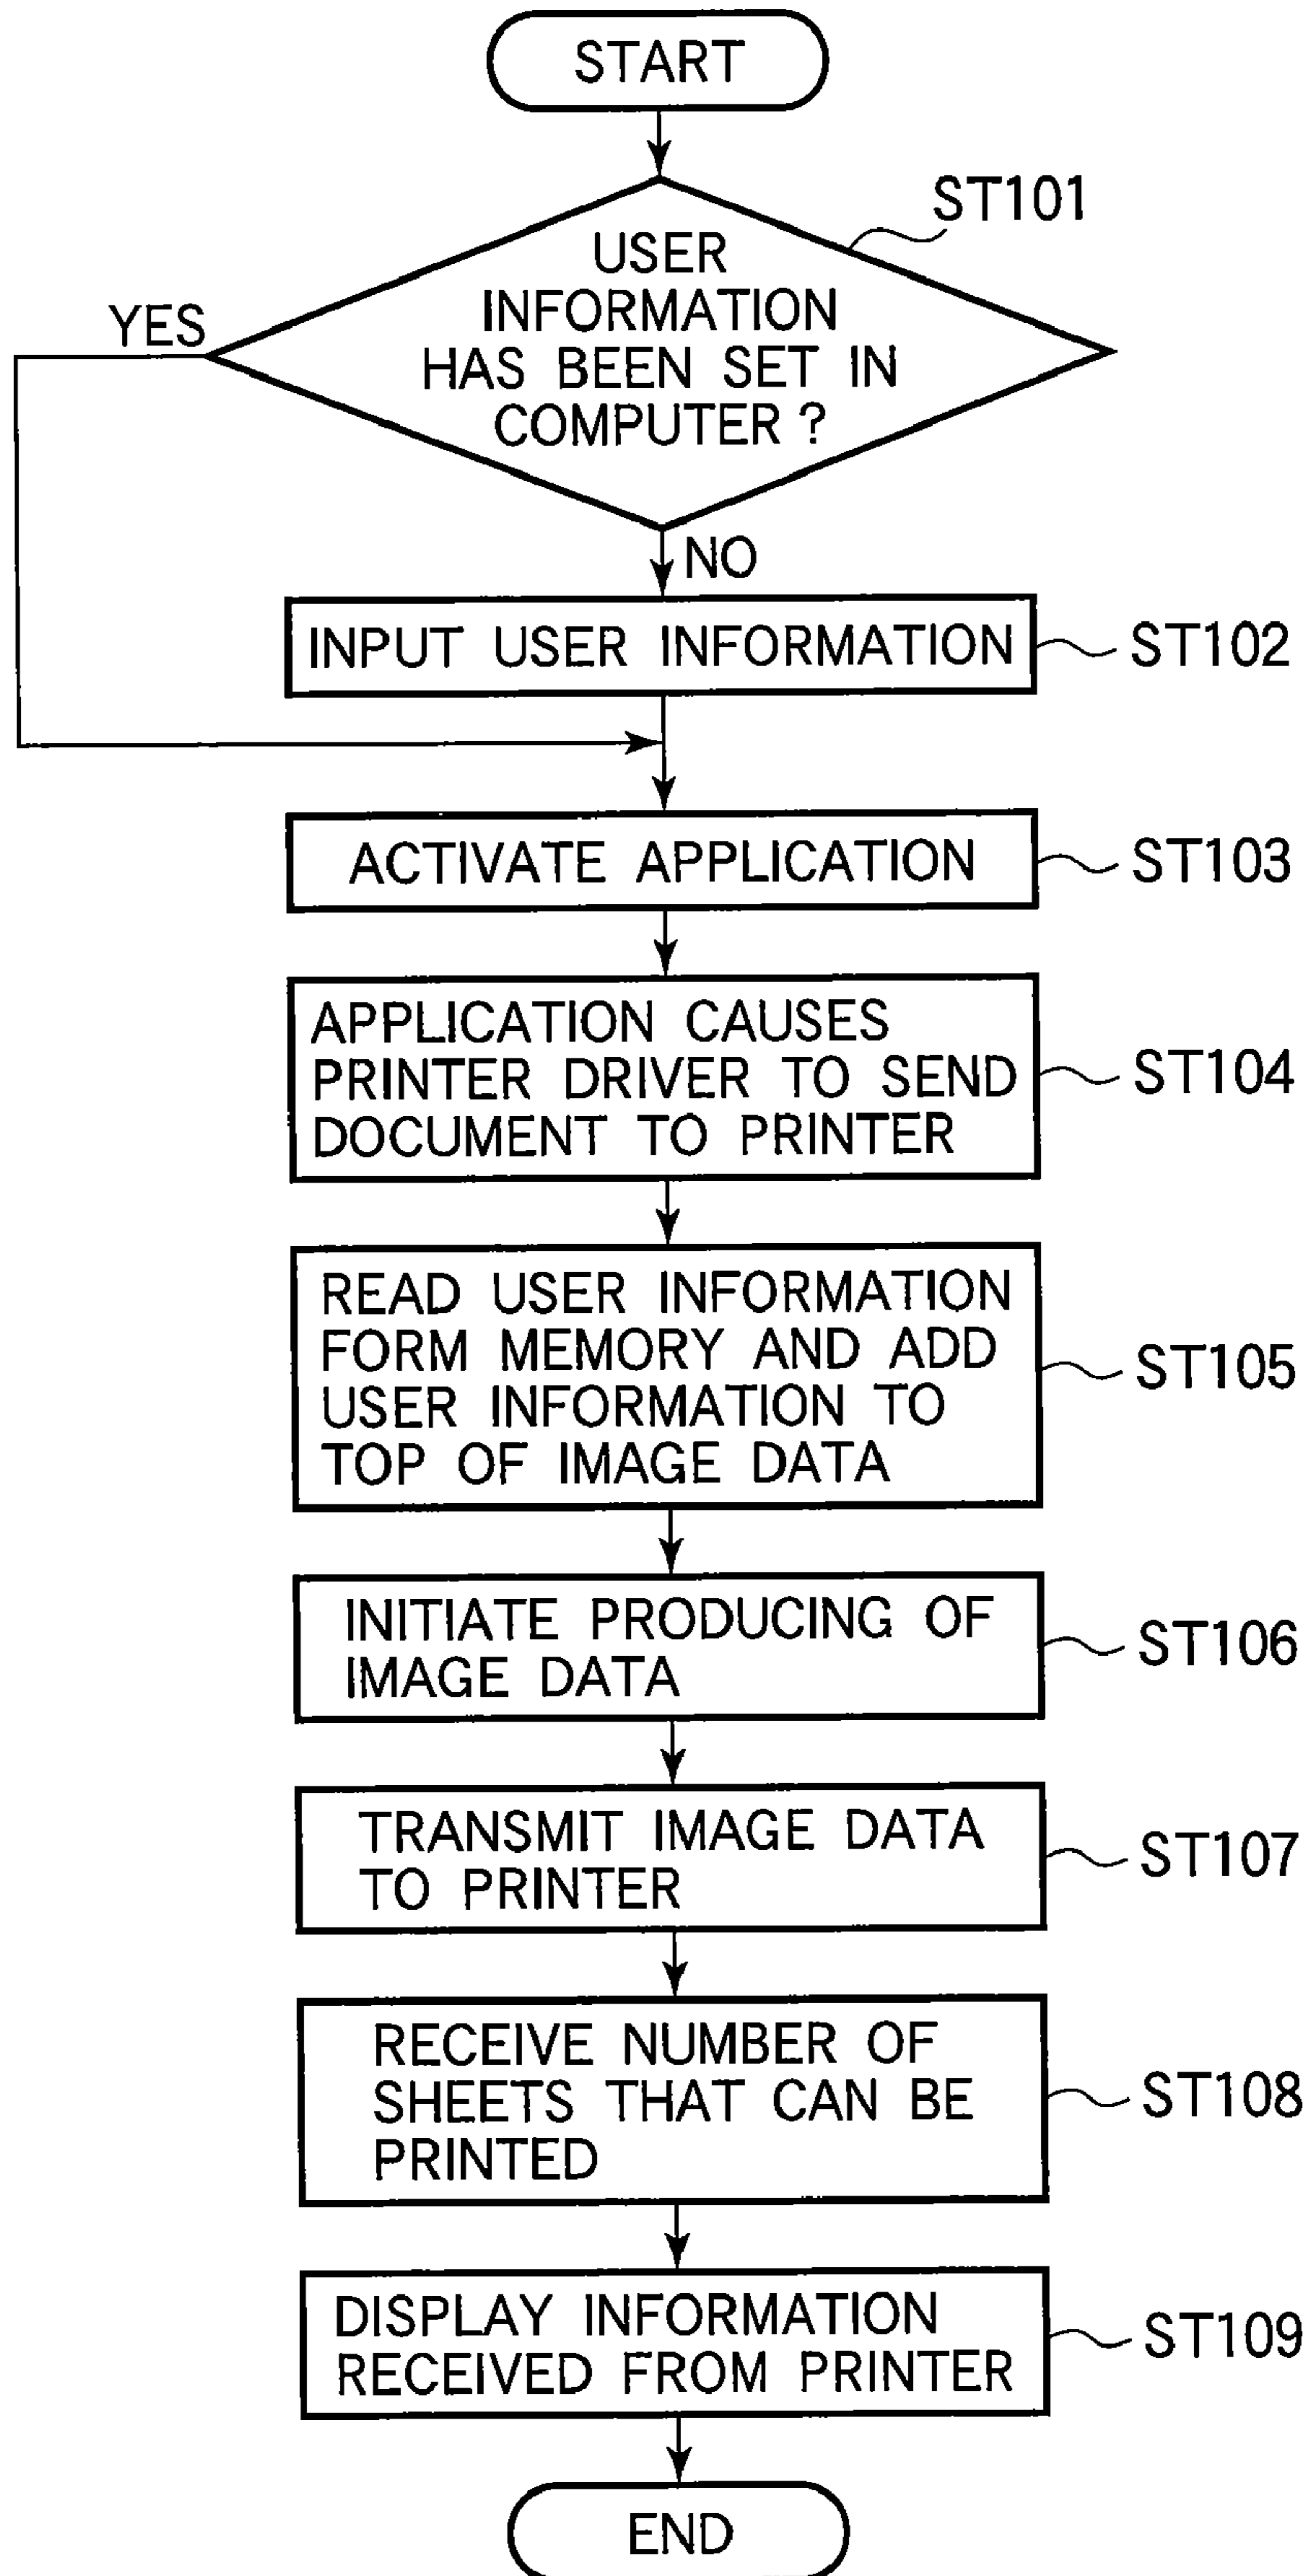 START
ST101
USER
INFORMATION
HAS BEEN SET IN
COMPUTER ?
YES
NO
INPUT USER INFORMATION
ST102
ACTIVATE APPLICATION
ST103
APPLICATION CAUSES
PRINTER DRIVER TO SEND
DOCUMENT TO PRINTER
ST104
READ USER INFORMATION
FORM MEMORY AND ADD
USER INFORMATION TO
TOP OF IMAGE DATA
ST105
INITIATE PRODUCING OF
IMAGE DATA
ST106
TRANSMIT IMAGE DATA
TO PRINTER
ST107
RECEIVE NUMBER OF
SHEETS THAT CAN BE
PRINTED
ST108
DISPLAY INFORMATION
RECEIVED FROM PRINTER
ST109
END